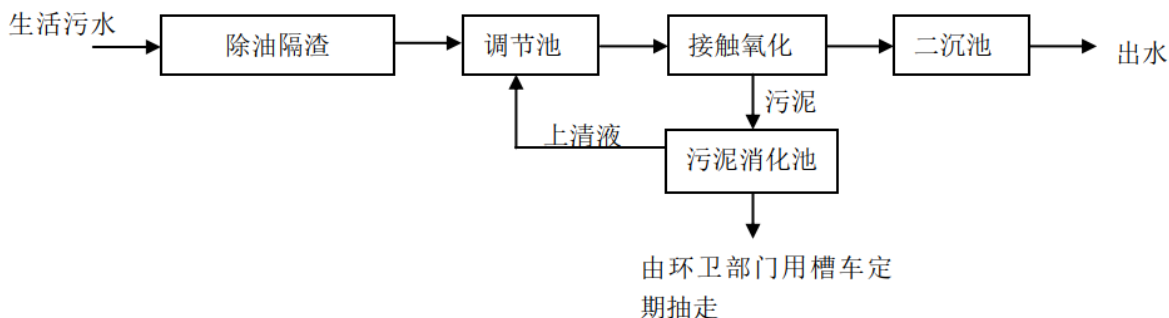 生活污水
除油隔渣
调节池
接触氧化
二沉池
出水
污泥
上清液
污泥消化池
由环卫部门用槽车定
期抽走